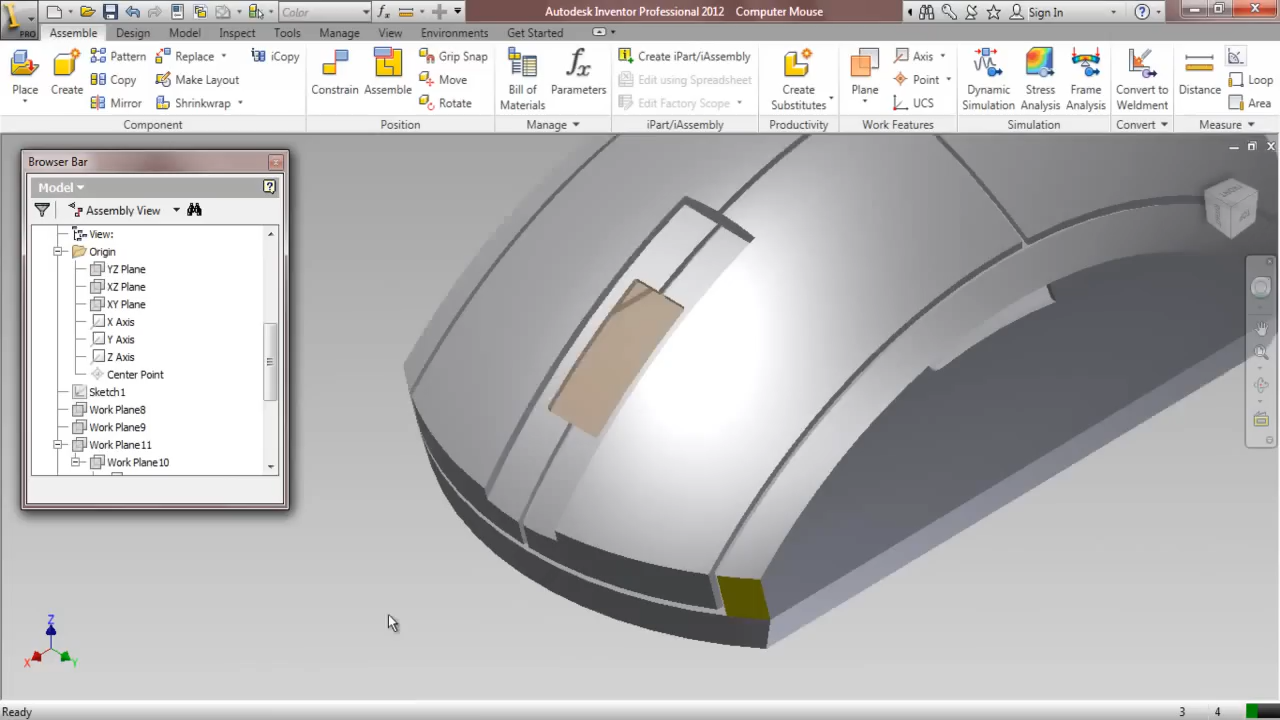 Color
Autodesk Inventor Professional 2012 Computer Mouse
Sign In
PRO
Assemble Design Model Inspect Tools Manage View Environments Get Started
Place
Create
Pattern
Copy
Mirror
Replace
Make Layout
Shrinkwrap
iCopy
Component
Constrain
Assemble
Grip Snap
Move
Rotate
Position
Bill of
Materials
Parameters
Manage
Create iPart/iAssembly
Edit using Spreadsheet
Edit Factory Scope
iPart/iAssembly
Create
Substitutes
Productivity
Plane
Axis
Point
UCS
Work Features
Dynamic
Simulation
Stress
Analysis
Frame
Analysis
Simulation
Convert to
Weldment
Convert
Distance
Loop
Area
Measure
Browser Bar
Model
Assembly View
View:
Origin
YZ Plane
XZ Plane
XY Plane
X Axis
Y Axis
Z Axis
Center Point
Sketch1
Work Plane8
Work Plane9
Work Plane11
Work Plane10
Z
X
Y
Ready
3 4